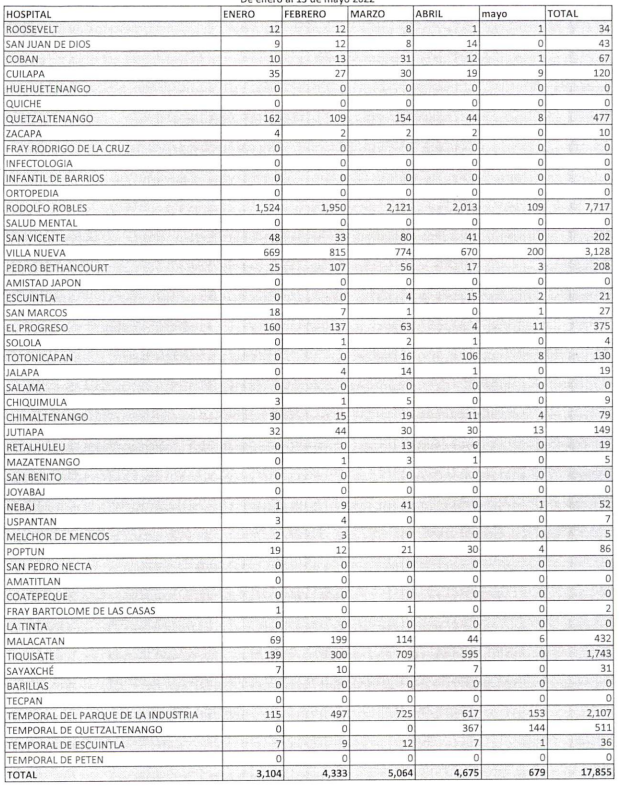 De enero al 15 de mayo 2022
HOSPITAL ENERO FEBRERO MARZO ABRIL mayo TOTAL
ROOSEVELT 12 12 8 1 1 34
SAN JUAN DE DIOS 9 12 8 14 0 43
COBAN 10 13 31 12 1 67
CUILAPA 35 27 30 19 9 120
HUEHUETENANGO 0 0 0 0 0 0
QUICHE 0 0 0 0 0 0
QUETZALTENANGO 162 109 154 44 8 477
ZACAPA 4 2 2 2 0 10
FRAY RODRIGO DE LA CRUZ 0 0 0 0 0 0
INFECTOLOGIA 0 0 0 0 0 0
INFANTIL DE BARRIOS 0 0 0 0 0 0
ORTOPEDIA 0 0 0 0 0 0
RODOLFO ROBLES 1,524 1,950 2,121 2,013 109 7,717
SALUD MENTAL 0 0 0 0 0 0
SAN VICENTE 48 33 80 41 0 202
VILLA NUEVA 669 815 774 670 200 3,128
PEDRO BETHANCOURT 25 107 56 17 3 208
AMISTAD JAPON 0 0 0 0 0 0
ESCUINTLA 0 0 4 15 2 21
SAN MARCOS 18 7 1 0 1 27
EL PROGRESO 160 137 63 4 11 375
SOLOLA 0 1 2 1 0 4
TOTONICAPAN 0 0 16 106 8 130
JALAPA 0 4 14 1 0 19
SALAMA 0 0 0 0 0 0
CHIQUIMULA 3 1 5 0 0 9
CHIMALTENANGO 30 15 19 11 4 79
JUTIAPA 32 44 30 30 13 149
RETALHULEU 0 0 13 6 0 19
MAZATENANGO 0 1 3 1 0 5
SAN BENITO 0 0 0 0 0 0
JOYABAJ 0 0 0 0 0 0
NEBAJ 1 9 41 0 1 52
USPANTAN 3 4 0 0 0 7
MELCHOR DE MENCOS 2 3 0 0 0 5
POPTUN 19 12 21 30 4 86
SAN PEDRO NECTA 0 0 0 0 0 0
AMATITLAN 0 0 0 0 0 0
COATEPEQUE 0 0 0 0 0 0
FRAY BARTOLOME DE LAS CASAS 1 0 1 0 0 2
LA TINTA 0 0 0 0 0 0
MALACATAN 69 199 114 44 6 432
TIQUISATE 139 300 709 595 0 1,743
SAYAXCHÉ 7 10 7 7 0 31
BARILLAS 0 0 0 0 0 0
TECPAN 0 0 0 0 0 0
TEMPORAL DEL PARQUE DE LA INDUSTRIA 115 497 725 617 153 2,107
TEMPORAL DE QUETZALTENANGO 0 0 0 367 144 511
TEMPORAL DE ESCUINTLA 7 9 12 7 1 36
TEMPORAL DE PETEN 0 0 0 0 0 0
TOTAL 3,104 4,333 5,064 4,675 679 17,855